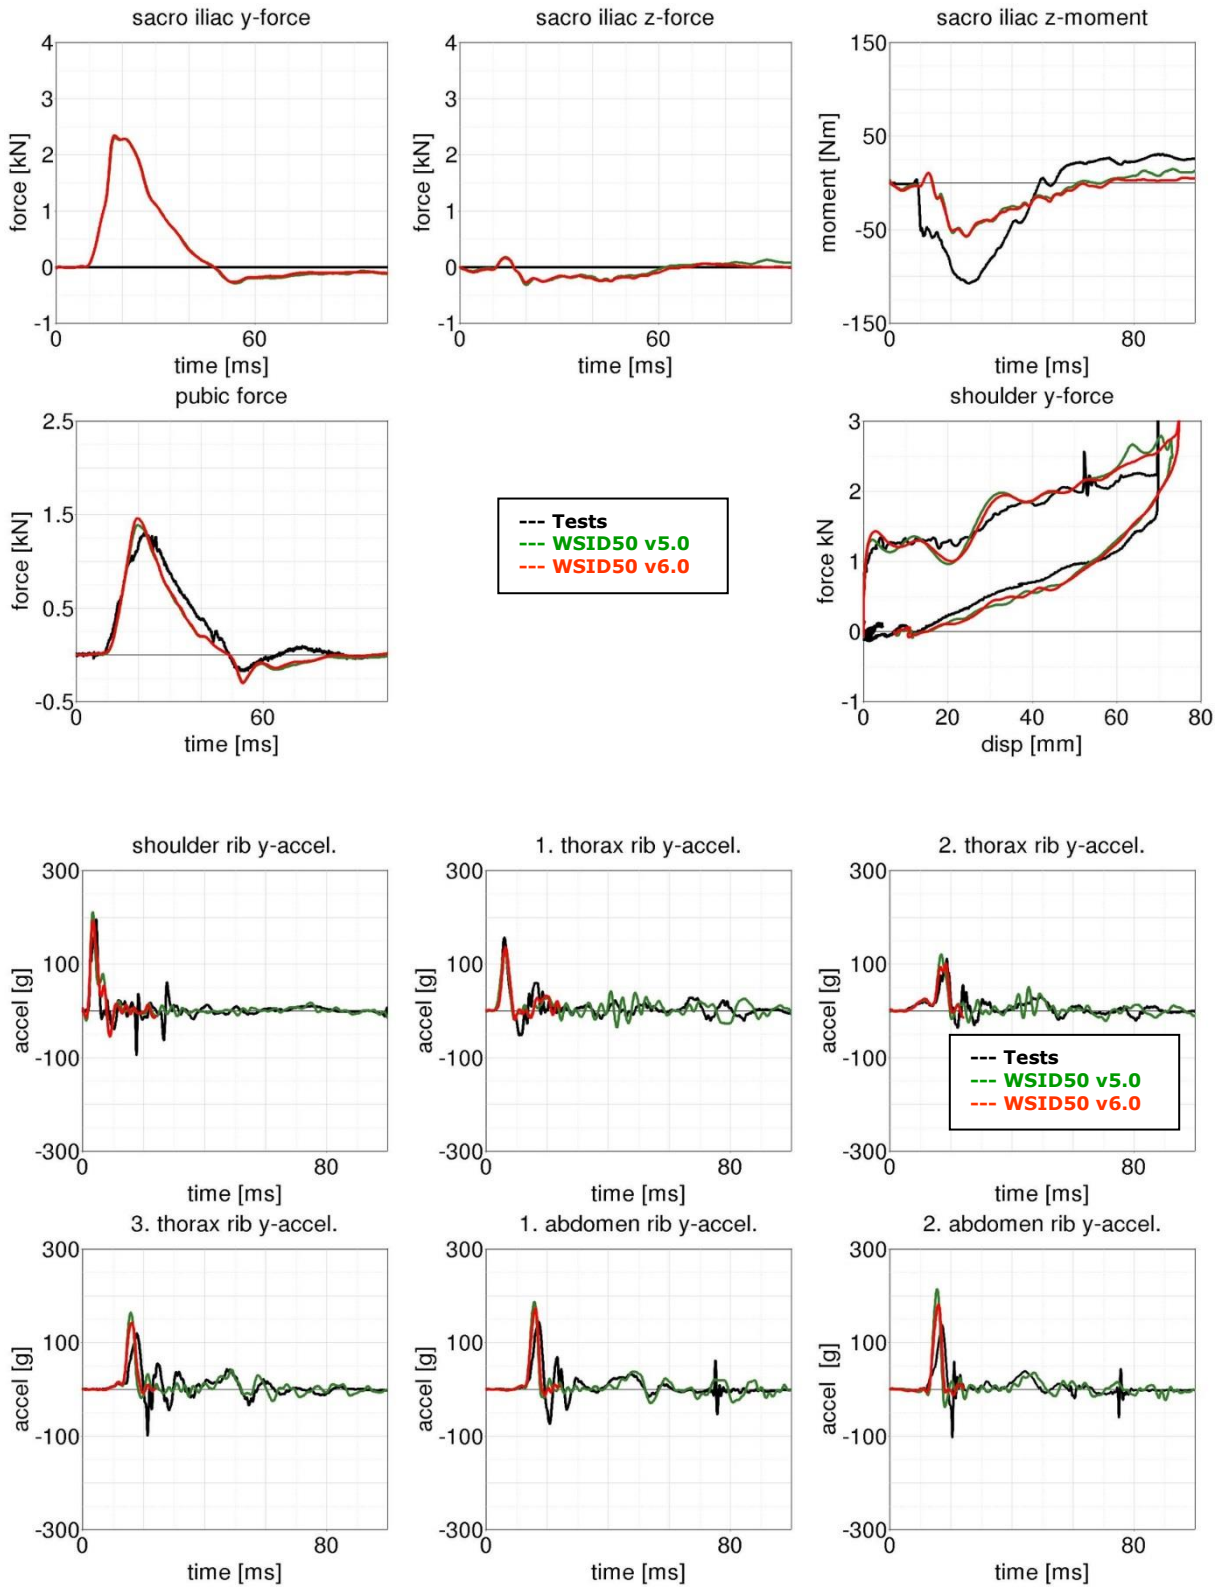 sacro iliac y-force
4
3
2
1
0
-1
force [kN]
0
60
time [ms]
sacro iliac z-force
4
3
2
1
0
-1
force [kN]
0
60
time [ms]
sacro iliac z-moment
150
50
-50
-150
moment [Nm]
0
80
time [ms]
pubic force
2.5
1.5
0.5
-0.5
force [kN]
0
60
time [ms]
--- Tests
--- WSID50 v5.0
--- WSID50 v6.0
shoulder y-force
3
2
1
0
-1
force kN
0
20
40
60
80
disp [mm]
shoulder rib y-accel.
300
100
-100
-300
accel [g]
0
80
time [ms]
1. thorax rib y-accel.
300
100
-100
-300
accel [g]
0
80
time [ms]
2. thorax rib y-accel.
300
100
-100
-300
accel [g]
--- Tests
--- WSID50 v5.0
--- WSID50 v6.0
0
80
time [ms]
3. thorax rib y-accel.
300
100
-100
-300
accel [g]
0
80
time [ms]
1. abdomen rib y-accel.
300
100
-100
-300
accel [g]
0
80
time [ms]
2. abdomen rib y-accel.
300
100
-100
-300
accel [g]
0
80
time [ms]